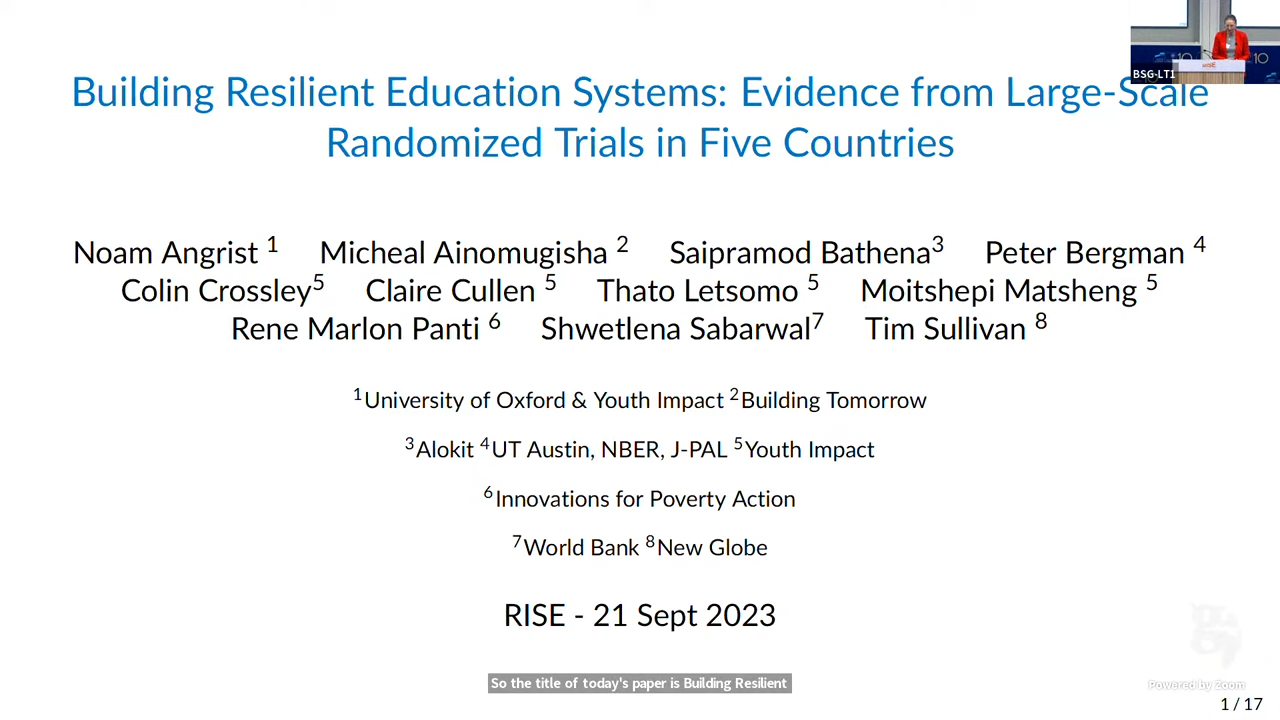 BSG-LT1
Building Resilient Education Systems: Evidence from Large-Scale
Randomized Trials in Five Countries
Noam Angrist 1 Micheal Ainomugisha 2 Saipramod Bathena3 Peter Bergman 4
Colin Crossley5 Claire Cullen 5 Thato Letsomo 5 Moitshepi Matsheng 5
Rene Marlon Panti 6 Shwetlena Sabarwal7 Tim Sullivan 8
1University of Oxford & Youth Impact 2Building Tomorrow
3Alokit 4UT Austin, NBER, J-PAL 5Youth Impact
6Innovations for Poverty Action
7World Bank 8New Globe
RISE - 21 Sept 2023
So the title of today's paper is Building Resilient
Powered by Zoom
1 / 17